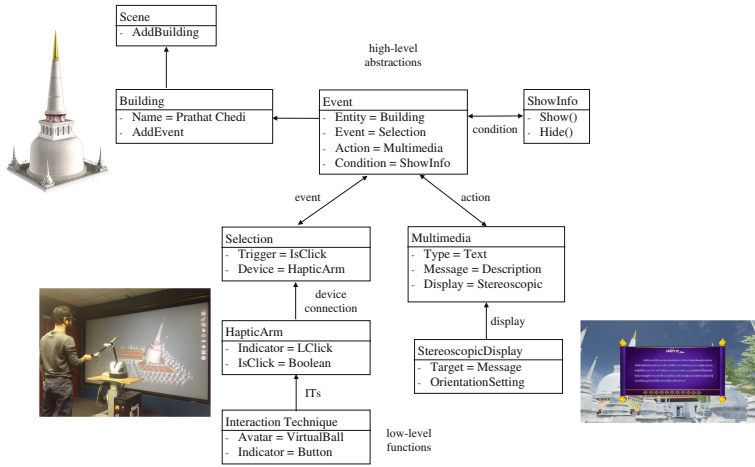 Scene
- AddBuilding
high-level
abstractions
Building
- Name = Prathat Chedi
- AddEvent
Event
- Entity = Building
- Event = Selection
- Action = Multimedia
- Condition = ShowInfo
condition
ShowInfo
- Show()
- Hide()
event
action
Selection
- Trigger = IsClick
- Device = HapticArm
Multimedia
- Type = Text
- Message = Description
- Display = Stereoscopic
device
connection
display
HapticArm
- Indicator = LClick
- IsClick = Boolean
StereoscopicDisplay
- Target = Message
- OrientationSetting
ITs
Interaction Technique
- Avatar = VirtualBall
- Indicator = Button
low-level
functions